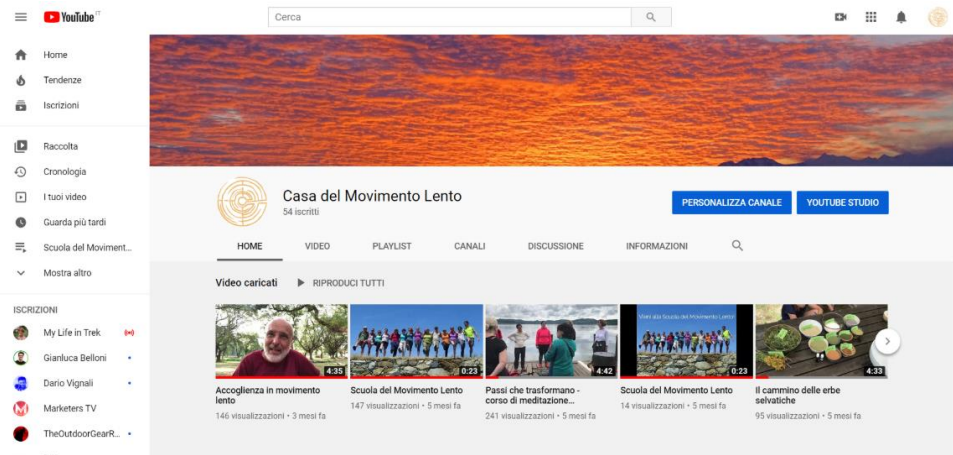 YouTube IT
Cerca
Home
Tendenze
Iscrizioni
Raccolta
Cronologia
I tuoi video
Guarda più tardi
Scuola del Moviment...
Mostra altro
ISCRIZIONI
My Life in Trek
Gianluca Belloni
Dario Vignali
Marketers TV
TheOutdoorGearR...
Casa del Movimento Lento
54 iscritti
PERSONALIZZA CANALE
YOUTUBE STUDIO
HOME VIDEO PLAYLIST CANALI DISCUSSIONE INFORMAZIONI
Video caricati RIPRODUCI TUTTI
4:35
Accoglienza in movimento
lento
146 visualizzazioni • 3 mesi fa
0:23
Scuola del Movimento Lento
147 visualizzazioni • 5 mesi fa
4:42
Passi che trasformano -
corso di meditazione...
241 visualizzazioni • 5 mesi fa
Vieni alla Scuola del Movimento Lento!
0:23
Scuola del Movimento Lento
14 visualizzazioni • 5 mesi fa
4:33
Il cammino delle erbe
selvatiche
95 visualizzazioni • 5 mesi fa